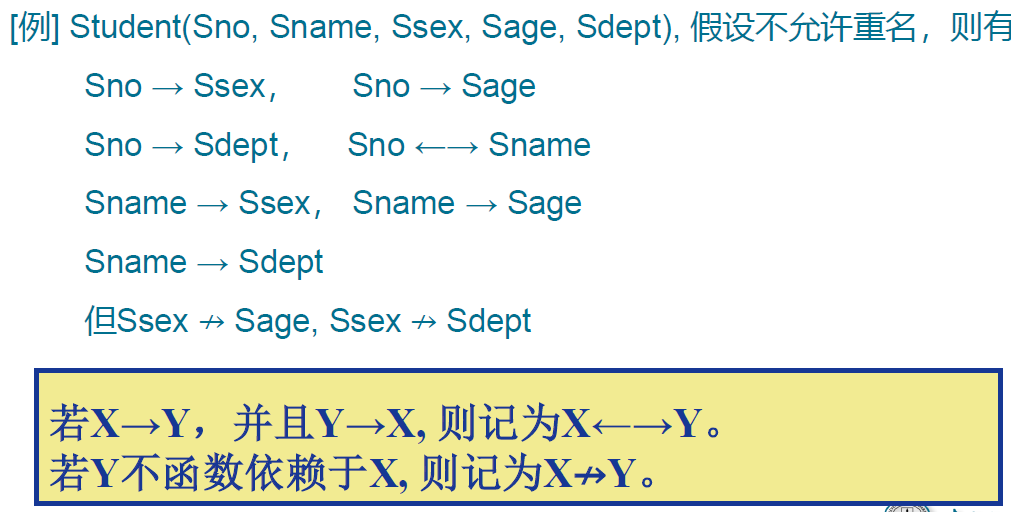 [例] Student(Sno, Sname, Ssex, Sage, Sdept), 假设不允许重名，则有
Sno → Ssex， Sno → Sage
Sno → Sdept， Sno ←→ Sname
Sname → Ssex， Sname → Sage
Sname → Sdept
但Ssex ↛ Sage, Ssex ↛ Sdept
若X→Y，并且Y→X, 则记为X←→Y。
若Y不函数依赖于X, 则记为X↛Y。